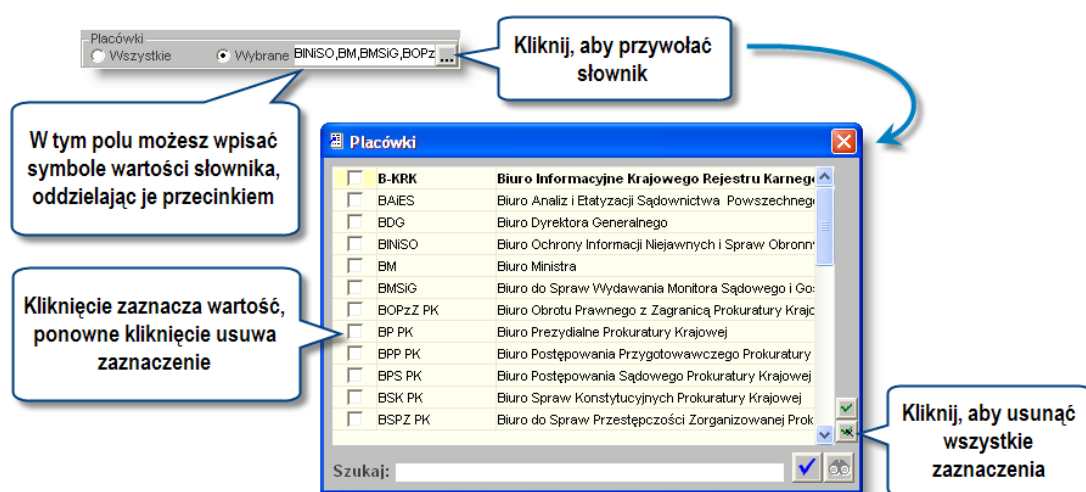 Placówki
Wszystkie
Wybrane BINiSO,BM,BMSiG,BOPz ...
Kliknij, aby przywołać
słownik
W tym polu możesz wpisać
symbole wartości słownika,
oddzielając je przecinkiem
Placówki
B-KRK Biuro Informacyjne Krajowego Rejestru Karneg
BAiES Biuro Analiz i Etatyzacji Sądownictwa Powszechneg
BDG Biuro Dyrektora Generalnego
BINiSO Biuro Ochrony Informacji Niejawnych i Spraw Obronn
BM Biuro Ministra
BMSiG Biuro do Spraw Wydawania Monitora Sądowego i Go
BOPzZ PK Biuro Obrotu Prawnego z Zagranicą Prokuratury Krajo
BP PK Biuro Prezydialne Prokuratury Krajowej
BPP PK Biuro Postępowania Przygotowawczego Prokuratury
BPS PK Biuro Postępowania Sądowego Prokuratury Krajowej
BSK PK Biuro Spraw Konstytucyjnych Prokuratury Krajowej
BSPZ PK Biuro do Spraw Przestępczości Zorganizowanej Prok
Kliknięcie zaznacza wartość,
ponowne kliknięcie usuwa
zaznaczenie
Kliknij, aby usunąć
wszystkie
zaznaczenia
Szukaj: